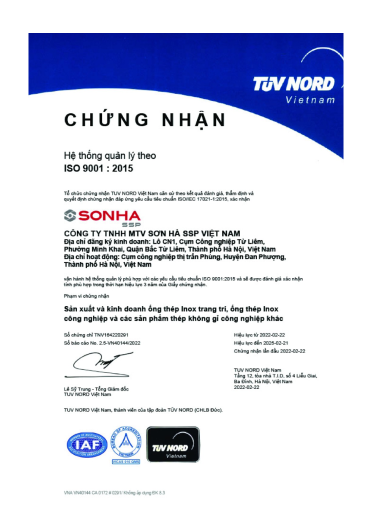 TÜV NORD
Vietnam
CHỨNG NHẬN
Hệ thống quản lý theo
ISO 9001 : 2015
Tổ chức chứng nhận TUV NORD Việt Nam căn cứ theo kết quả đánh giá, thẩm định và
quyết định chứng nhận đáp ứng yêu cầu tiêu chuẩn ISO/IEC 17021-1:2015, xác nhận
SONHA
SSP
CÔNG TY TNHH MTV SƠN HÀ SSP VIỆT NAM
Địa chỉ đăng ký kinh doanh: Lô CN1, Cụm Công nghiệp Từ Liêm,
Phường Minh Khai, Quận Bắc Từ Liêm, Thành phố Hà Nội, Việt Nam
Địa chỉ hoạt động: Cụm công nghiệp thị trấn Phùng, Huyện Đan Phượng,
Thành phố Hà Nội, Việt Nam
vận hành hệ thống quản lý phù hợp với các yêu cầu tiêu chuẩn ISO 9001:2015 và sẽ được đánh giá xác nhận
tính phù hợp trong thời hạn hiệu lực 3 năm của Giấy chứng nhận.
Phạm vi chứng nhận
Sản xuất và kinh doanh ống thép Inox trang trí, ống thép Inox
công nghiệp và các sản phẩm thép không gỉ công nghiệp khác
Số chứng chỉ TNV164220291
Hiệu lực từ 2022-02-22
Số báo cáo No. 2.5-VN40144/2022
Hiệu lực đến 2025-02-21
Chứng nhận lần đầu 2022-02-22
TUV NORD Việt Nam
Tầng 12, tòa nhà T.I.D, số 4 Liễu Giai,
Ba Đình, Hà Nội, Việt Nam
2022-02-22
Lê Sỹ Trung - Tổng Giám đốc
TUV NORD Việt Nam
TUV NORD Việt Nam, thành viên của tập đoàn TÜV NORD (CHLB Đức).
IAF
BUREAU OF ACCREDITATION
VIETNAM
TÜV NORD
Vietnam